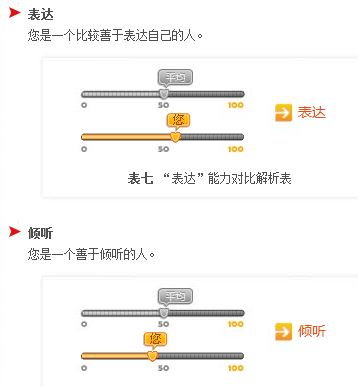 表达
您是一个比较善于表达自己的人。
平均
0 50 100
表达
您
0 50 100
表七 “表达”能力对比解析表
倾听
您是一个善于倾听的人。
平均
0 50 100
倾听
您
0 50 100